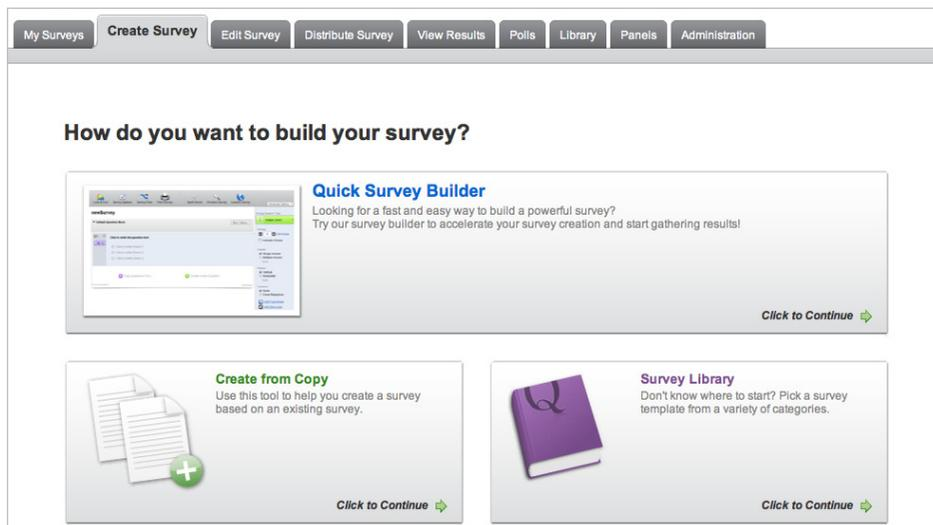 My Surveys
Create Survey
Edit Survey
Distribute Survey
View Results
Polls
Library
Panels
Administration
How do you want to build your survey?
Quick Survey Builder
Looking for a fast and easy way to build a powerful survey?
Try our survey builder to accelerate your survey creation and start gathering results!
Click to Continue
Create from Copy
Use this tool to help you create a survey
based on an existing survey.
Click to Continue
Q
Survey Library
Don't know where to start? Pick a survey
template from a variety of categories.
Click to Continue